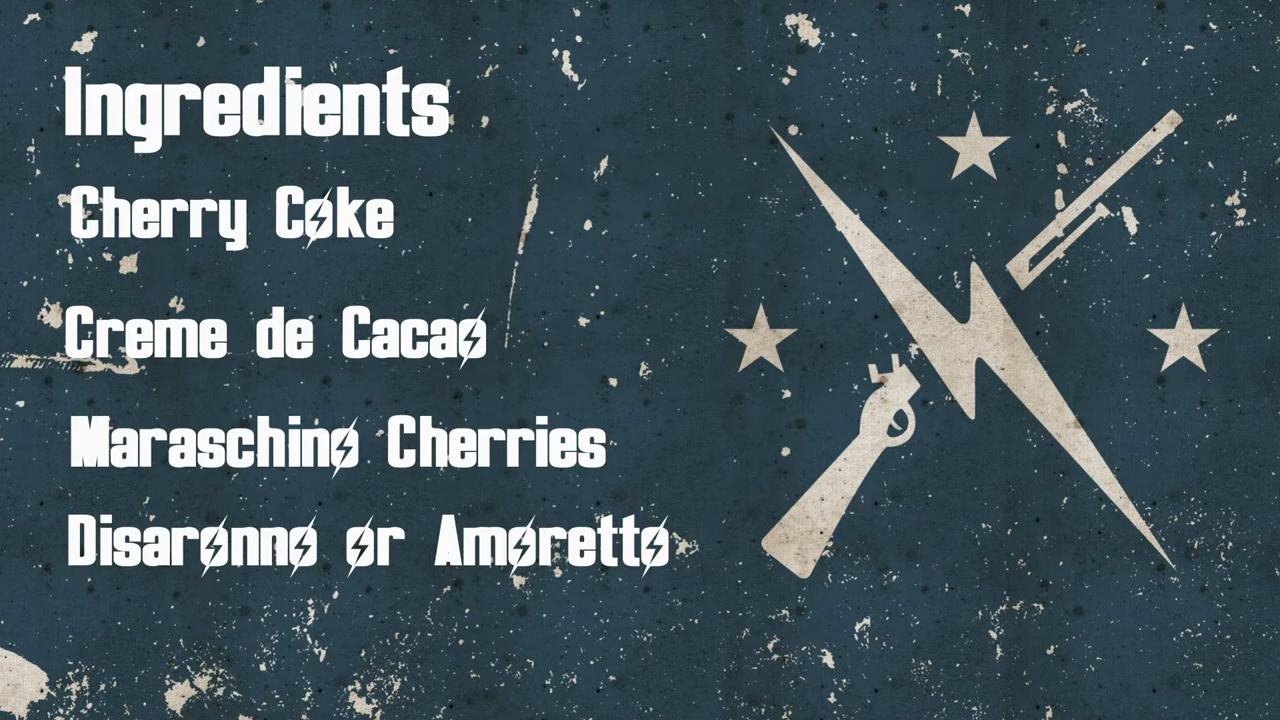 Ingredients
Cherry Coke
Creme de Cacao
Maraschino Cherries
Disaronno or Amoretto